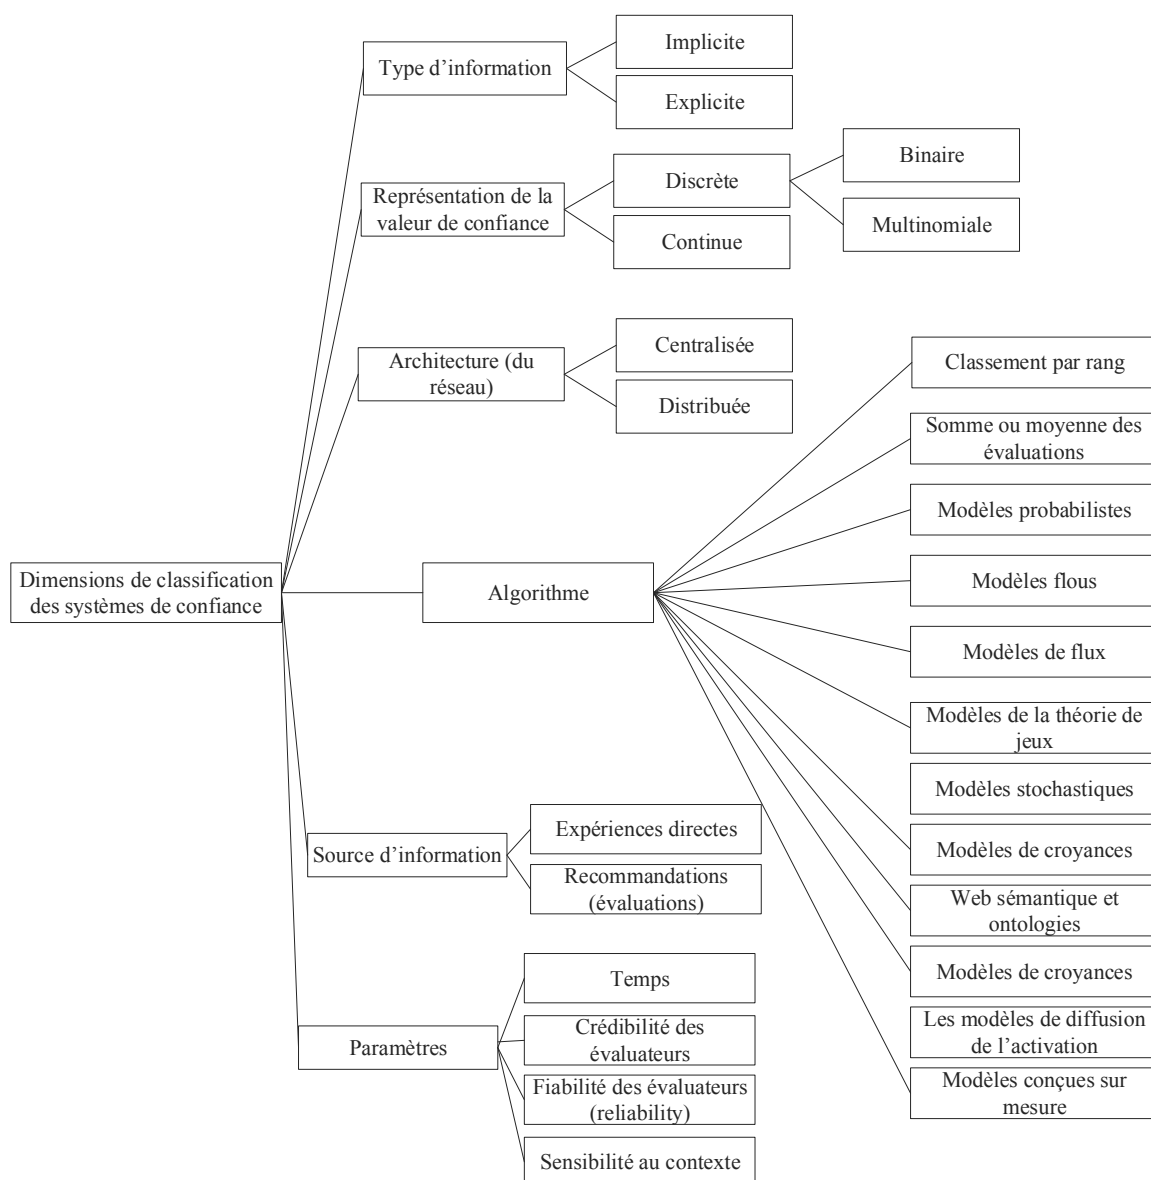 Implicite
Type d’information
Explicite
Binaire
Discrète
Représentation de la
valeur de confiance
Multinomiale
Continue
Centralisée
Architecture (du
réseau)
Distribuée
Classement par rang
Somme ou moyenne des
évaluations
Modèles probabilistes
Modèles flous
Dimensions de classification
des systèmes de confiance
Algorithme
Modèles de flux
Modèles de la théorie de
jeux
Modèles stochastiques
Modèles de croyances
Web sémantique et
ontologies
Modèles de croyances
Les modèles de diffusion
de l’activation
Modèles conçues sur
mesure
Expériences directes
Source d’information
Recommandations
(évaluations)
Temps
Crédibilité des
évaluateurs
Paramètres
Fiabilité des évaluateurs
(reliability)
Sensibilité au contexte